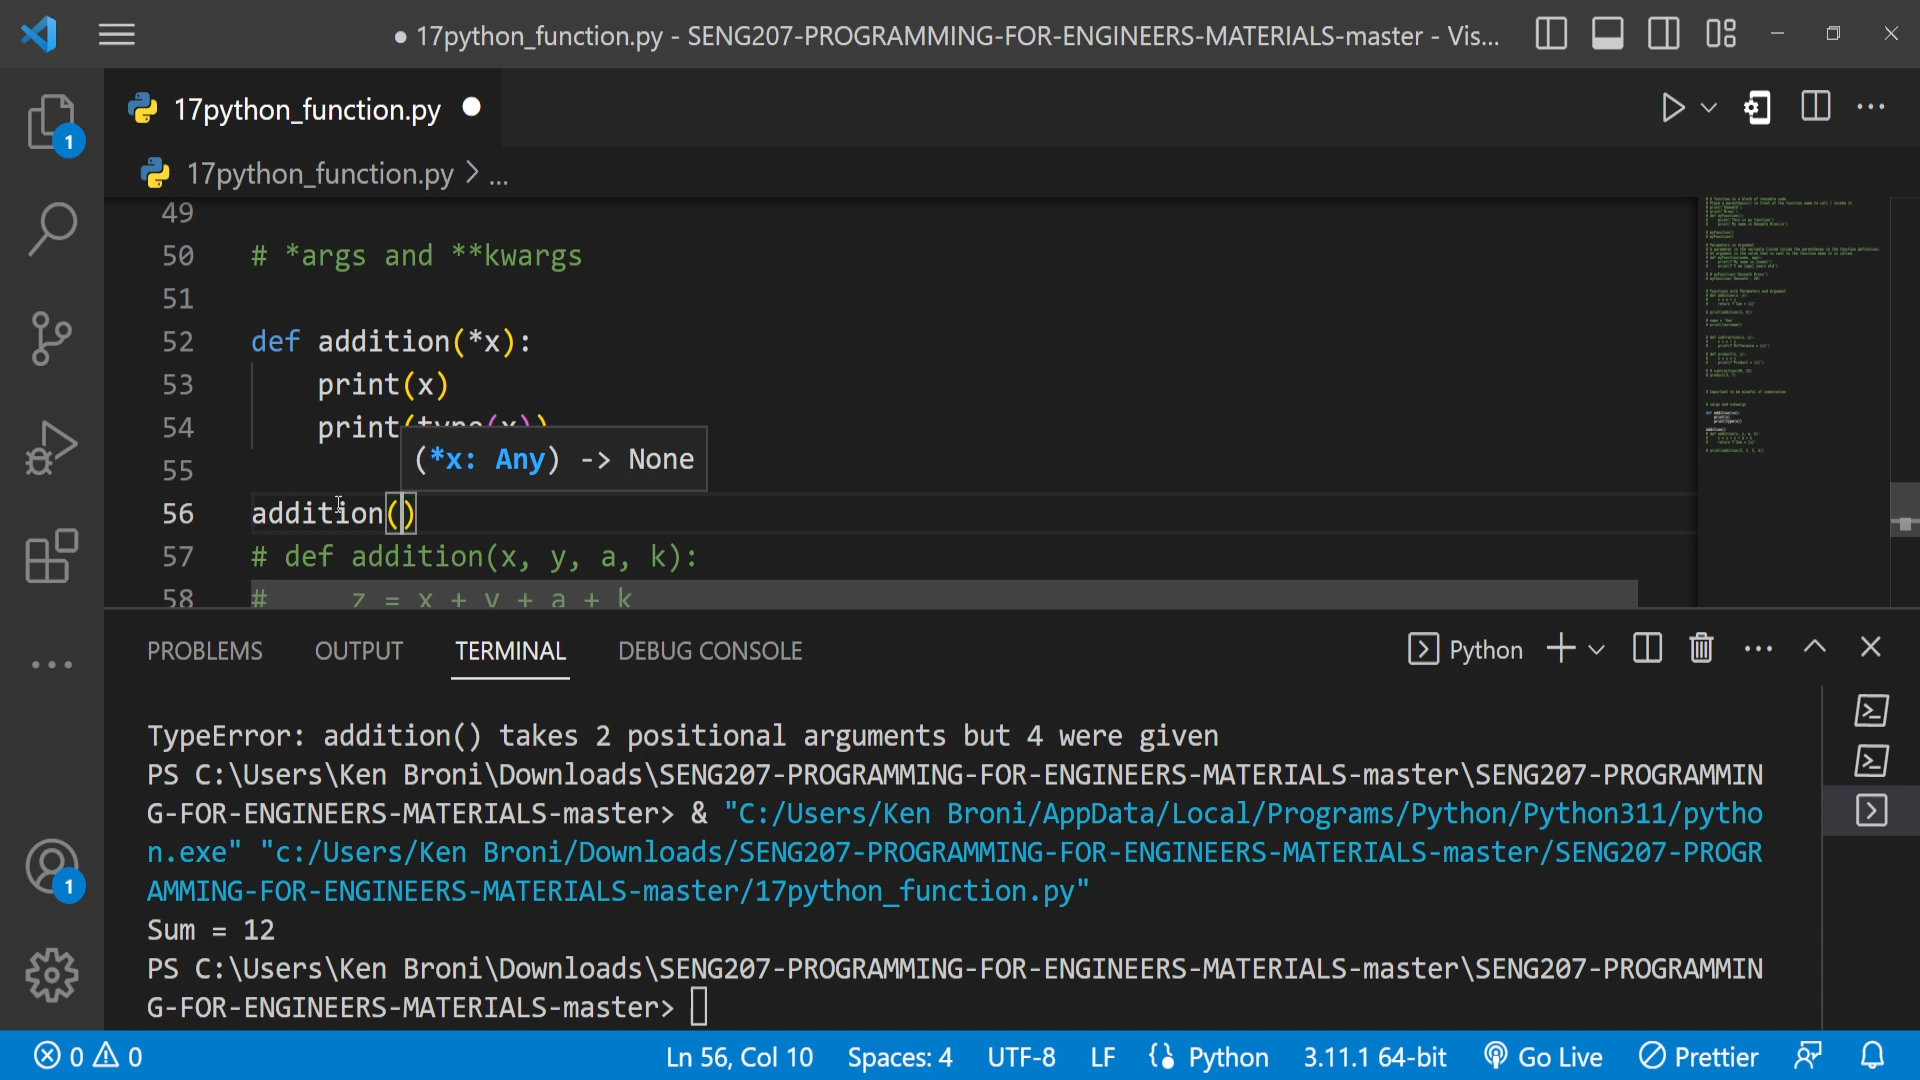 ● 17python_function.py - SENG207-PROGRAMMING-FOR-ENGINEERS-MATERIALS-master - Vis...
17python_function.py
17python_function.py > ...
49
50 # *args and **kwargs
51
52 def addition(*x):
53 print(x)
54 print(type(x))
55
(*x: Any) -> None
56 addition()
57 # def addition(x, y, a, k):
58 # z = x + y + a + k
PROBLEMS OUTPUT TERMINAL DEBUG CONSOLE Python
TypeError: addition() takes 2 positional arguments but 4 were given
PS C:\Users\Ken Broni\Downloads\SENG207-PROGRAMMING-FOR-ENGINEERS-MATERIALS-master\SENG207-PROGRAMMIN
G-FOR-ENGINEERS-MATERIALS-master> & "C:/Users/Ken Broni/AppData/Local/Programs/Python/Python311/pytho
n.exe" "c:/Users/Ken Broni/Downloads/SENG207-PROGRAMMING-FOR-ENGINEERS-MATERIALS-master/SENG207-PROGR
AMMING-FOR-ENGINEERS-MATERIALS-master/17python_function.py"
Sum = 12
PS C:\Users\Ken Broni\Downloads\SENG207-PROGRAMMING-FOR-ENGINEERS-MATERIALS-master\SENG207-PROGRAMMIN
G-FOR-ENGINEERS-MATERIALS-master>
1
1
0 0 Ln 56, Col 10 Spaces: 4 UTF-8 LF Python 3.11.1 64-bit Go Live Prettier